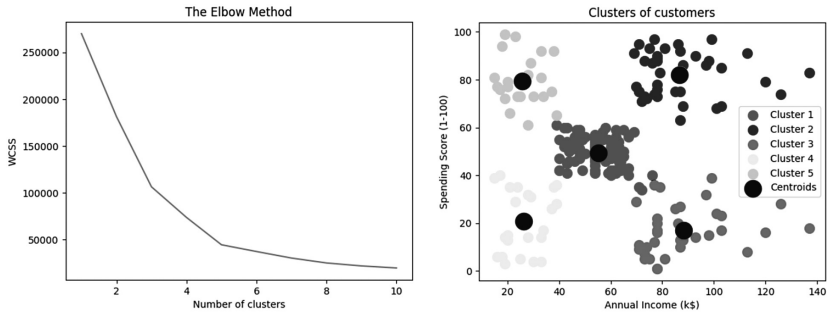 The Elbow Method
250000
200000
150000
100000
50000
WCSS
2 4 6 8 10
Number of clusters
Clusters of customers
100
80
60
40
20
0
Spending Score (1-100)
Cluster 1
Cluster 2
Cluster 3
Cluster 4
Cluster 5
Centroids
20 40 60 80 100 120 140
Annual Income (k$)